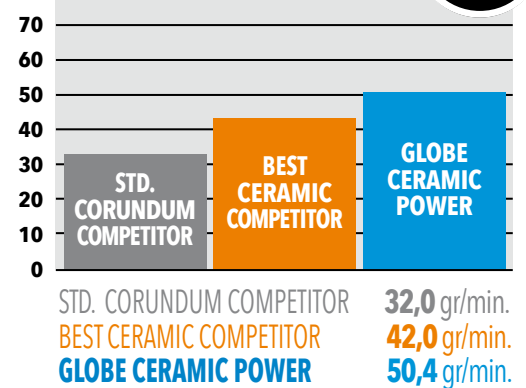 70
60
50
40
30
20
10
0
STD.
CORUNDUM
COMPETITOR
BEST
CERAMIC
COMPETITOR
GLOBE
CERAMIC
POWER
STD. CORUNDUM COMPETITOR 32,0 gr/min.
BEST CERAMIC COMPETITOR 42,0 gr/min.
GLOBE CERAMIC POWER 50,4 gr/min.